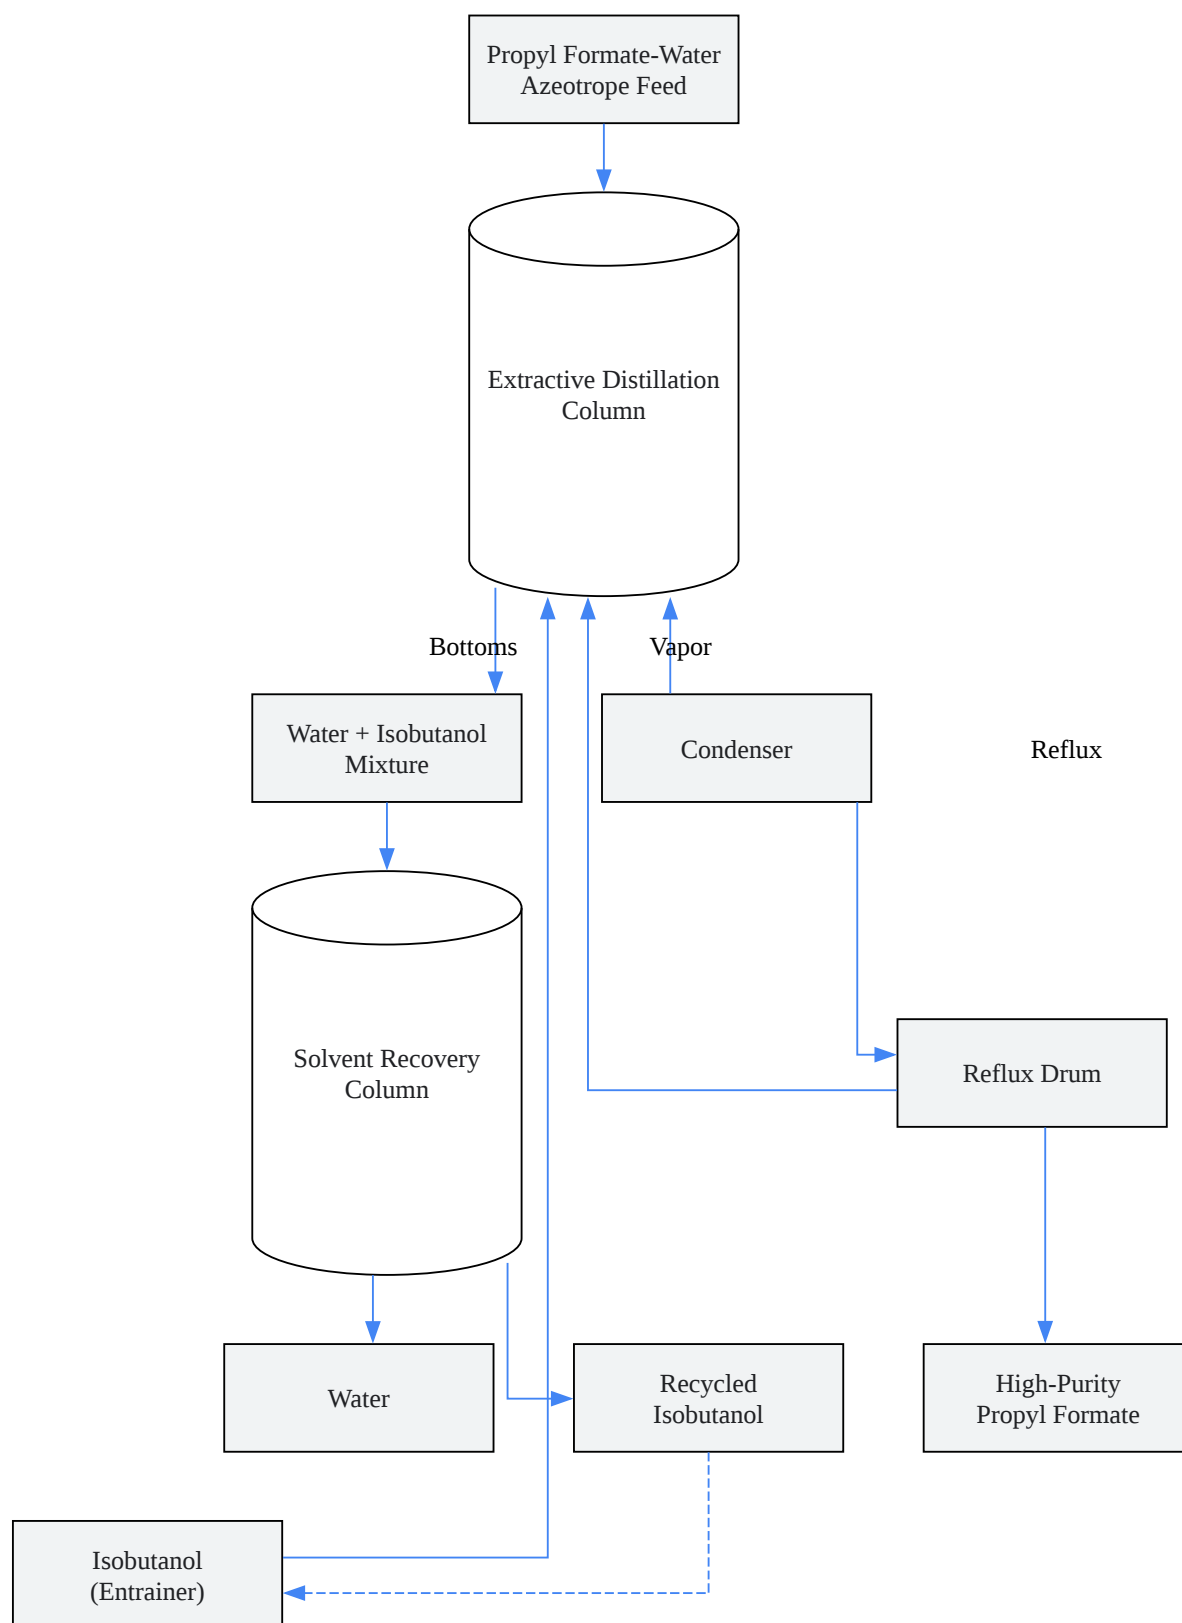 Propyl Formate-Water
Azeotrope Feed
Extractive Distillation
Column
Bottoms
Vapor
Water + Isobutanol
Mixture
Condenser
Reflux
Solvent Recovery
Column
Reflux Drum
Water
Recycled
Isobutanol
High-Purity
Propyl Formate
Isobutanol
(Entrainer)